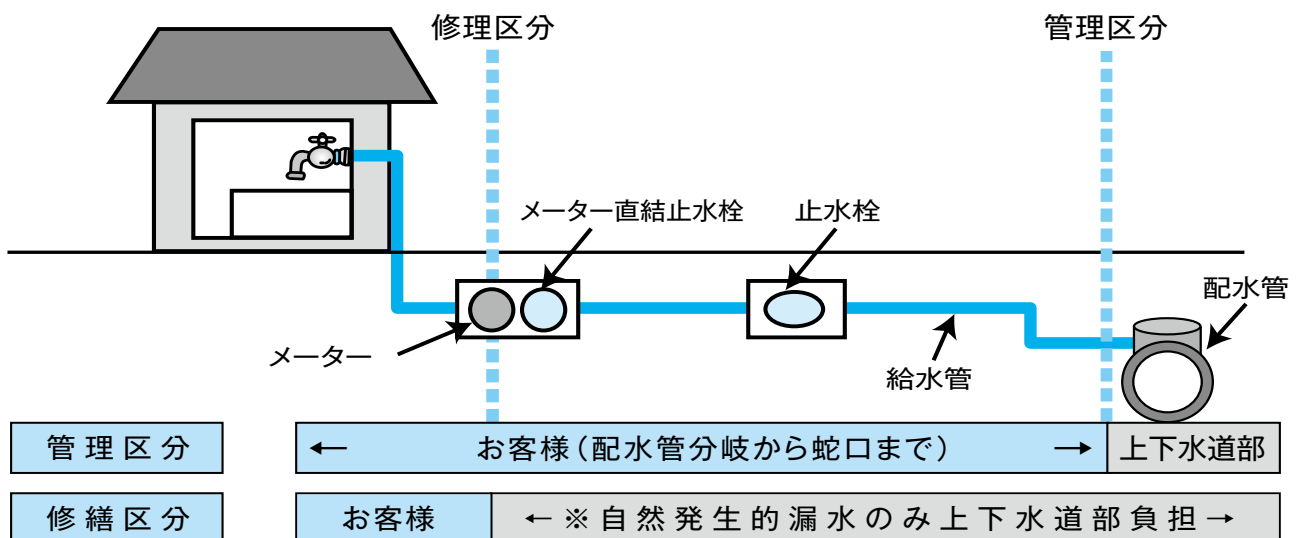 修理区分
管理区分
メーター直結止水栓
止水栓
配水管
メーター
給水管
管理区分
← お客様（配水管分岐から蛇口まで） →
上下水道部
修繕区分
お客様
←※自然発生的漏水のみ上下水道部負担→